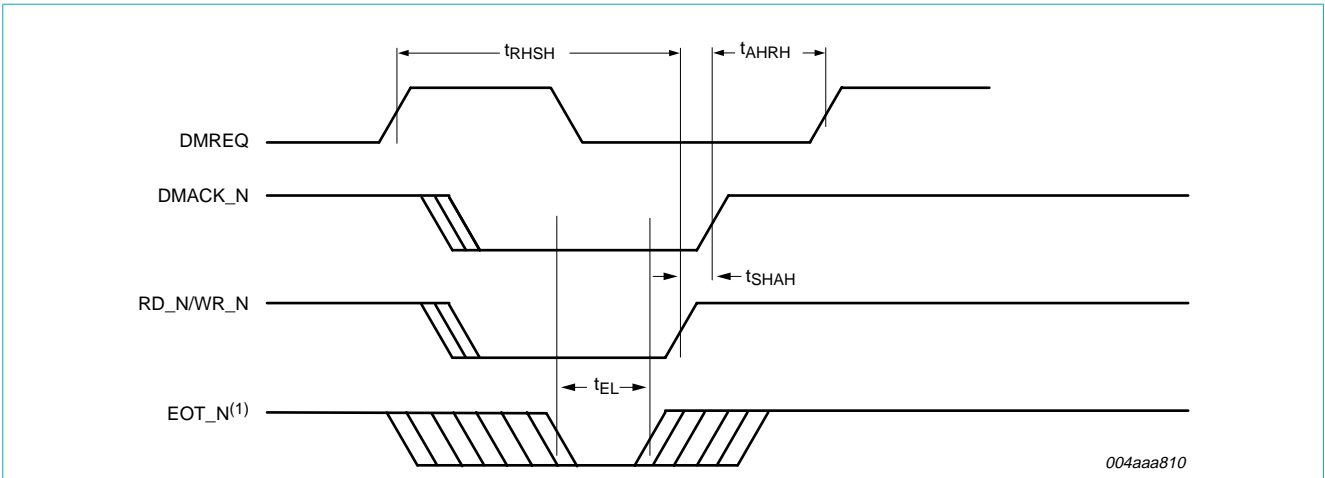 tRHSH
tAHRH
DMREQ
DMACK_N
tSHAH
RD_N/WR_N
tEL
EOT_N(1)
004aaa810